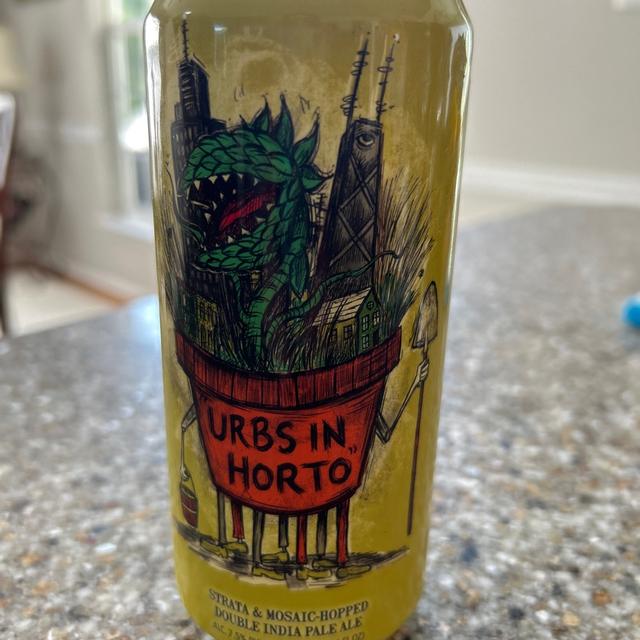 URBS IN
HORTO"
STRATA & MOSAIC-HOPPED
DOUBLE INDIA PALE ALE